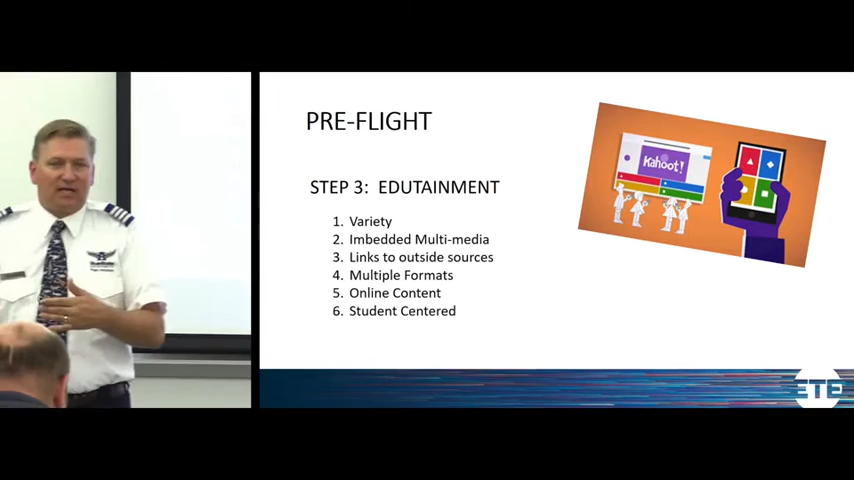 PRE-FLIGHT
STEP 3: EDUTAINMENT
1. Variety
2. Imbedded Multi-media
3. Links to outside sources
4. Multiple Formats
5. Online Content
6. Student Centered
Kahoot!
ETE